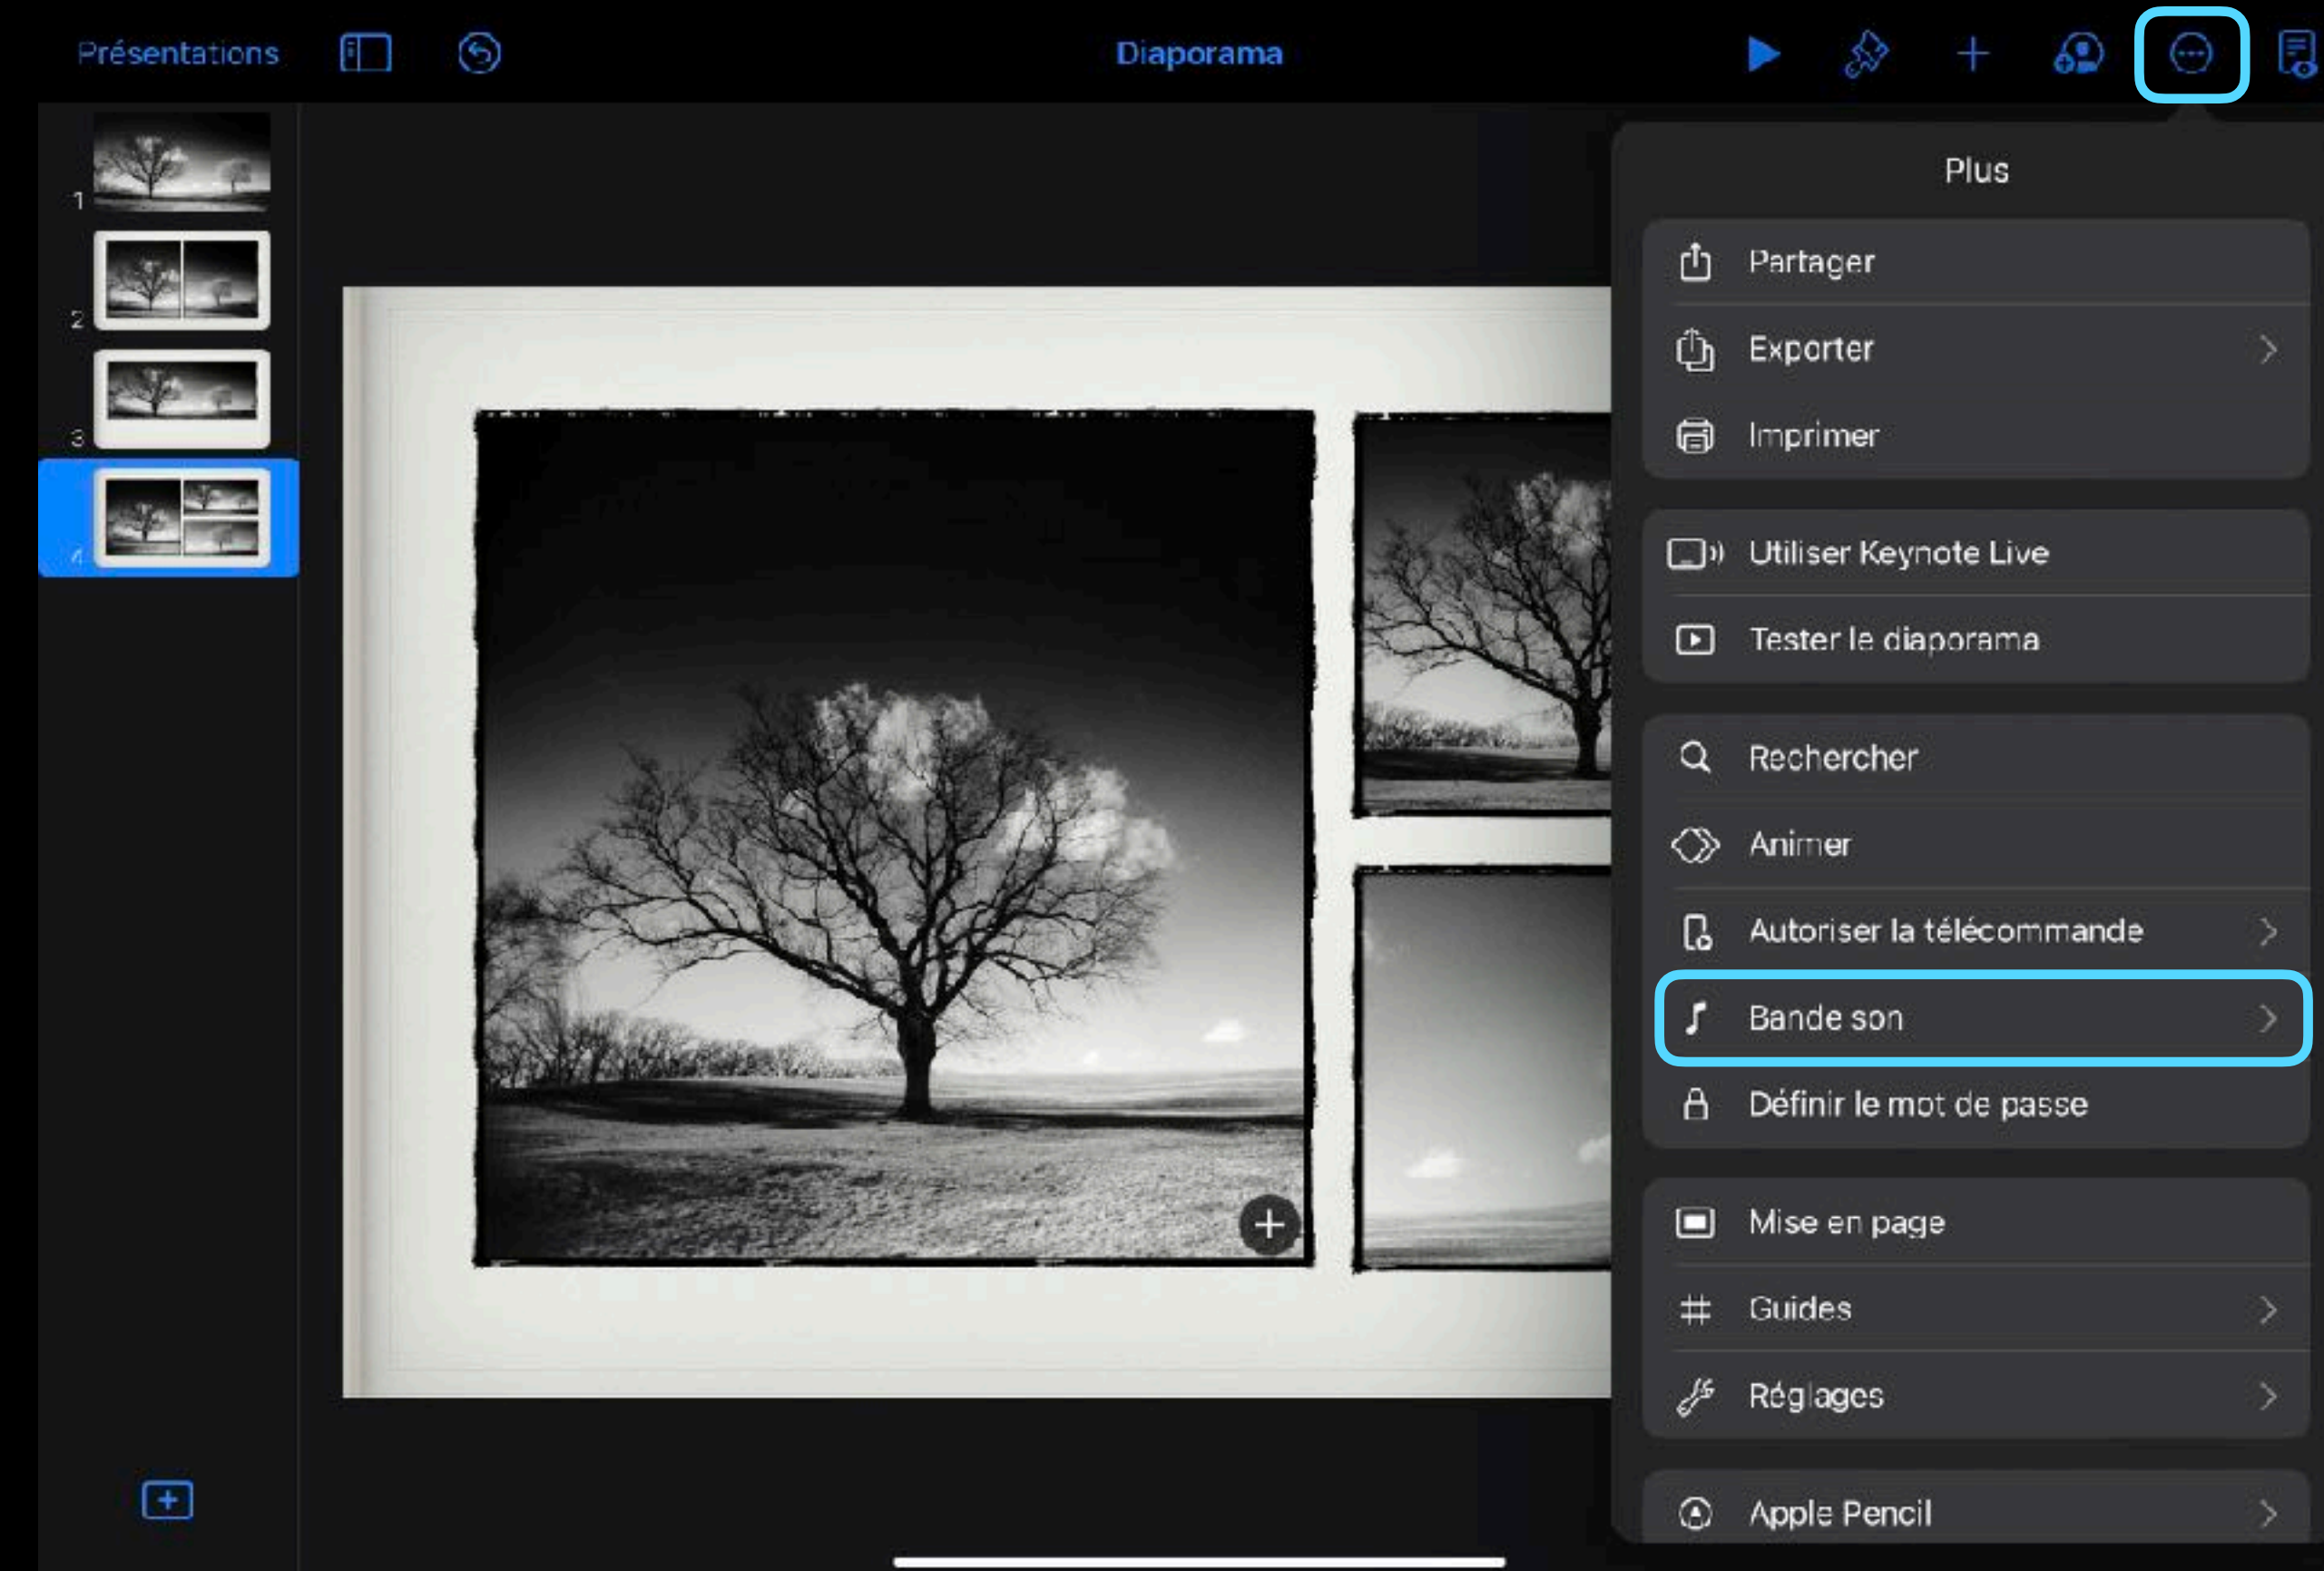 Présentations
Diaporama
1
2
3
4
Plus
Partager
Exporter
Imprimer
Utiliser Keynote Live
Tester le diaporama
Rechercher
Animer
Autoriser la télécommande
Bande son
Définir le mot de passe
Mise en page
Guides
Réglages
Apple Pencil